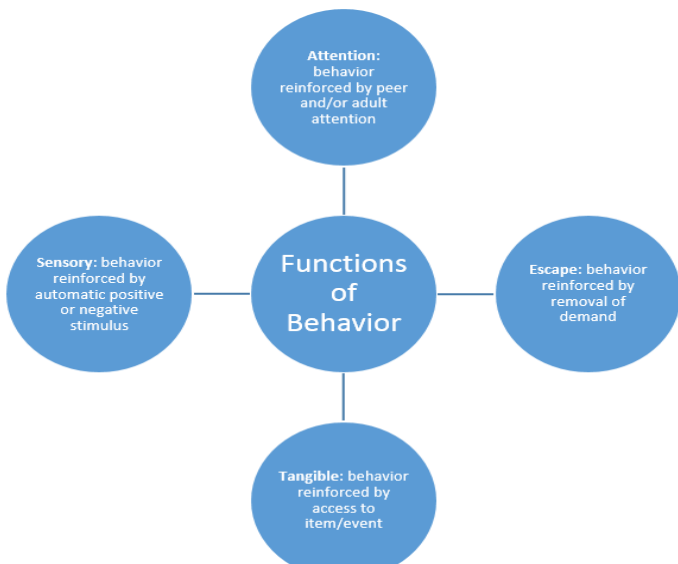 Attention:
behavior
reinforced by peer
and/or adult
attention
Sensory: behavior
reinforced by
automatic positive
or negative
stimulus
Functions
of
Behavior
Escape: behavior
reinforced by
removal of
demand
Tangible: behavior
reinforced by
access to
item/event